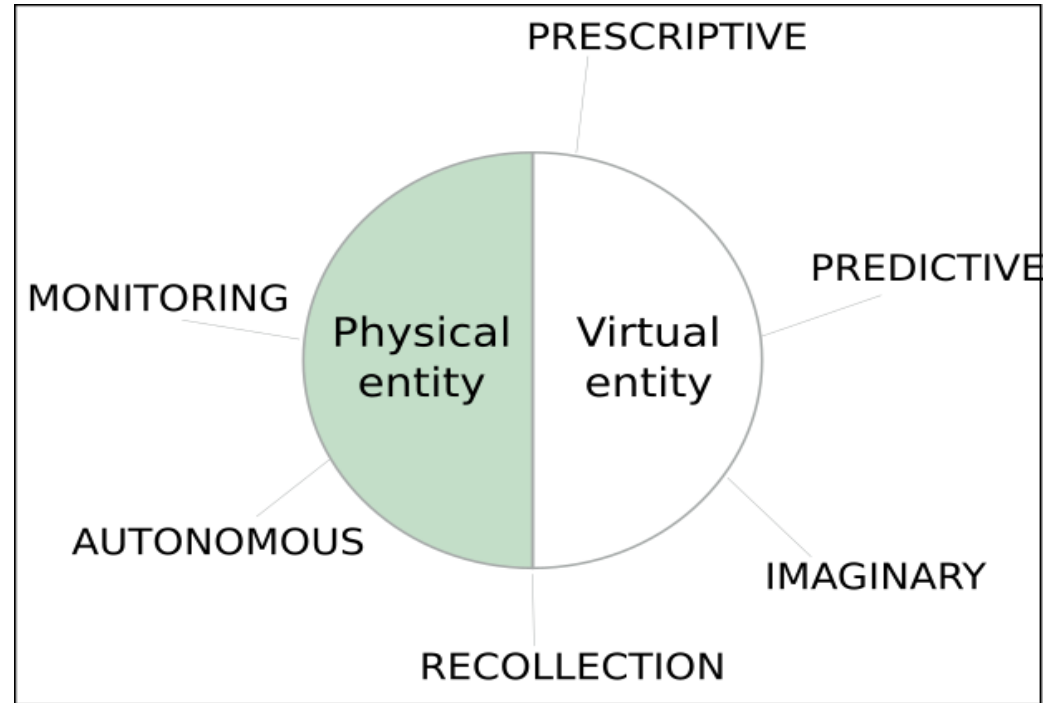 PRESCRIPTIVE
PREDICTIVE
MONITORING
Physical
entity
Virtual
entity
AUTONOMOUS
IMAGINARY
RECOLLECTION